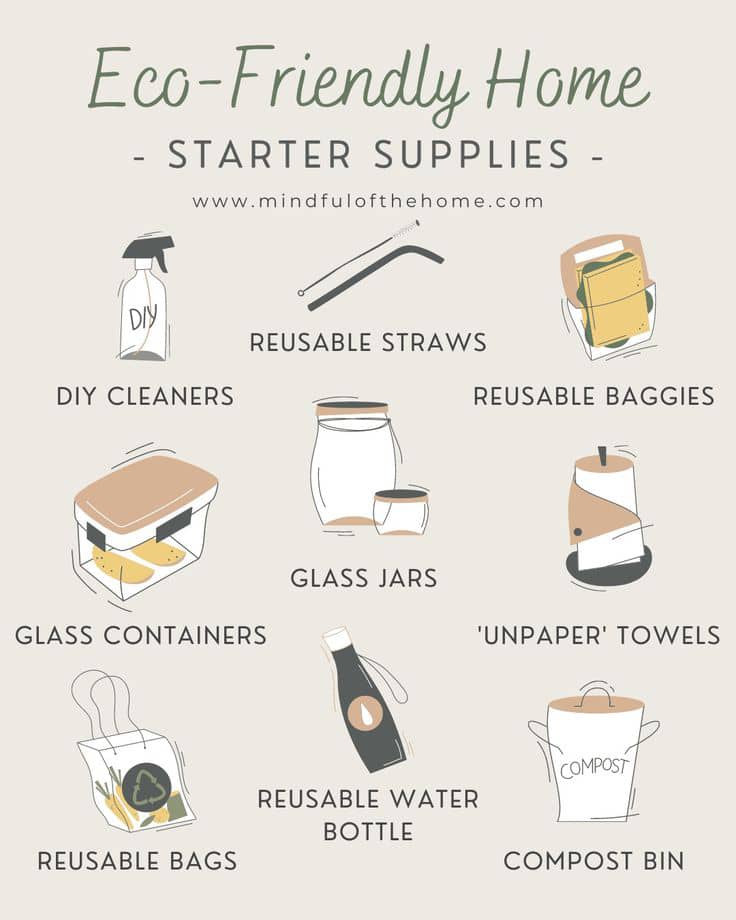 Eco-Friendly Home
- STARTER SUPPLIES -
www.mindfulofthehome.com
DIY
DIY CLEANERS
REUSABLE STRAWS
REUSABLE BAGGIES
GLASS CONTAINERS
GLASS JARS
'UNPAPER' TOWELS
REUSABLE BAGS
REUSABLE WATER
BOTTLE
COMPOST
COMPOST BIN